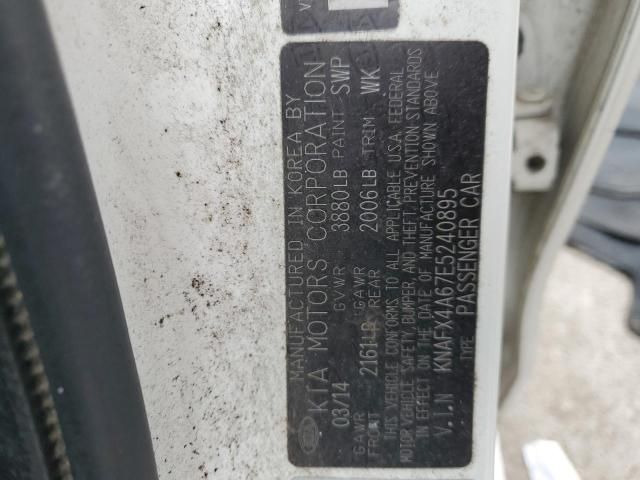 MANUFACTURED IN KOREA BY
KIA MOTORS CORPORATION
03/14 GVWR 3880LB PAINT SWP
GAWR FRONT 2161LB GAWR REAR 2006LB TRIM WK
THIS VEHICLE CONFORMS TO ALL APPLICABLE U.S.A. FEDERAL
MOTOR VEHICLE SAFETY, BUMPER, AND THEFT PREVENTION STANDARDS
IN EFFECT ON THE DATE OF MANUFACTURE SHOWN ABOVE
V.I.N KNAFX4A67E5240895
TYPE PASSENGER CAR